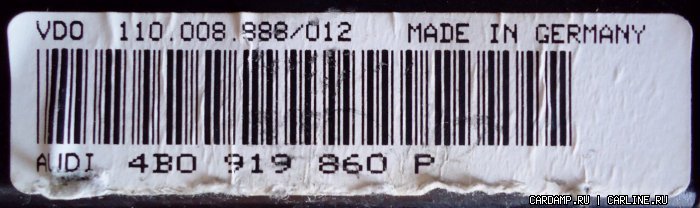 VDO 110.008.888/012 MADE IN GERMANY
AUDI 4B0 919 860 P
CARDAMP.RU | CARLINE.RU